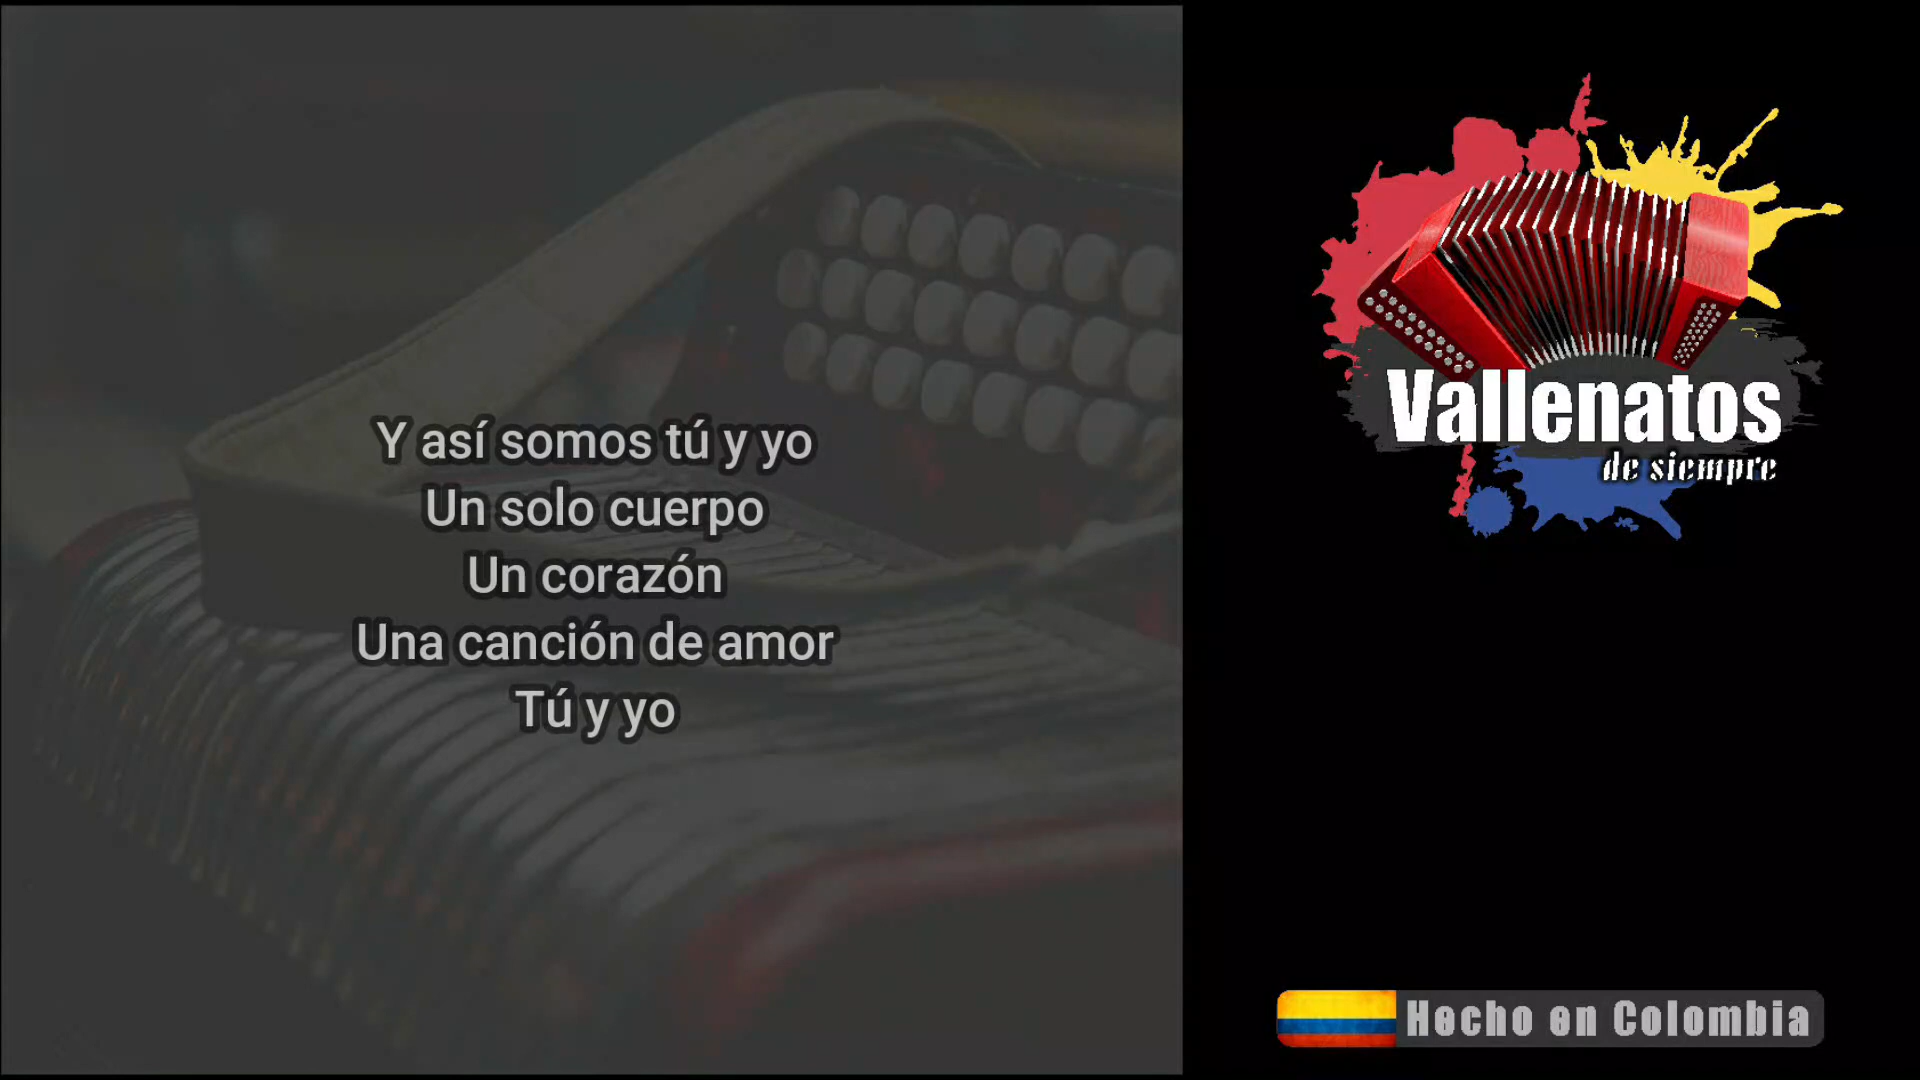 Y así somos tú y yo
Un solo cuerpo
Un corazón
Una canción de amor
Tú y yo
Vallenatos
de siempre
Hecho en Colombia